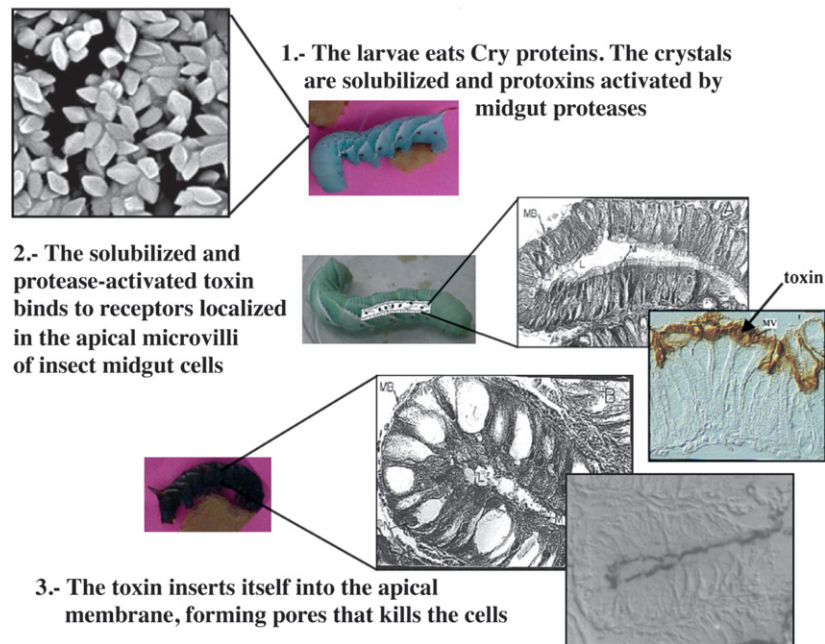 1.- The larvae eats Cry proteins. The crystals
are solubilized and protoxins activated by
midgut proteases
2.- The solubilized and
protease-activated toxin
binds to receptors localized
in the apical microvilli
of insect midgut cells
MB
A
M
L
toxin
MV
MB
B
L
M
3.- The toxin inserts itself into the apical
membrane, forming pores that kills the cells